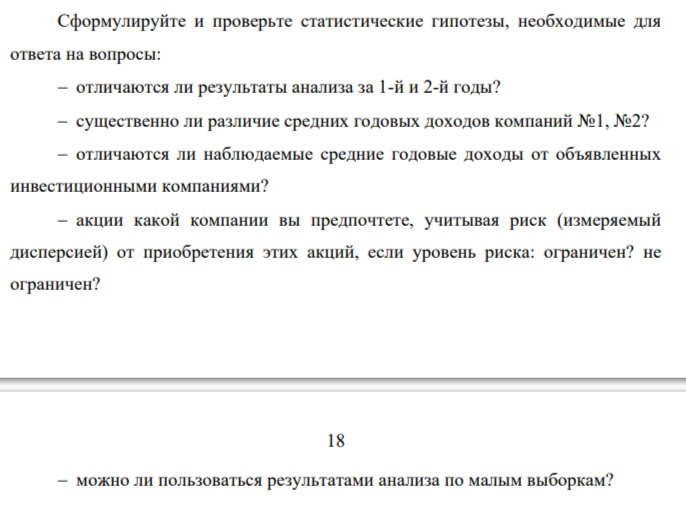 Сформулируйте и проверьте статистические гипотезы, необходимые для
ответа на вопросы:
– отличаются ли результаты анализа за 1-й и 2-й годы?
– существенно ли различие средних годовых доходов компаний №1, №2?
– отличаются ли наблюдаемые средние годовые доходы от объявленных
инвестиционными компаниями?
– акции какой компании вы предпочтете, учитывая риск (измеряемый
дисперсией) от приобретения этих акций, если уровень риска: ограничен? не
ограничен?
18
– можно ли пользоваться результатами анализа по малым выборкам?